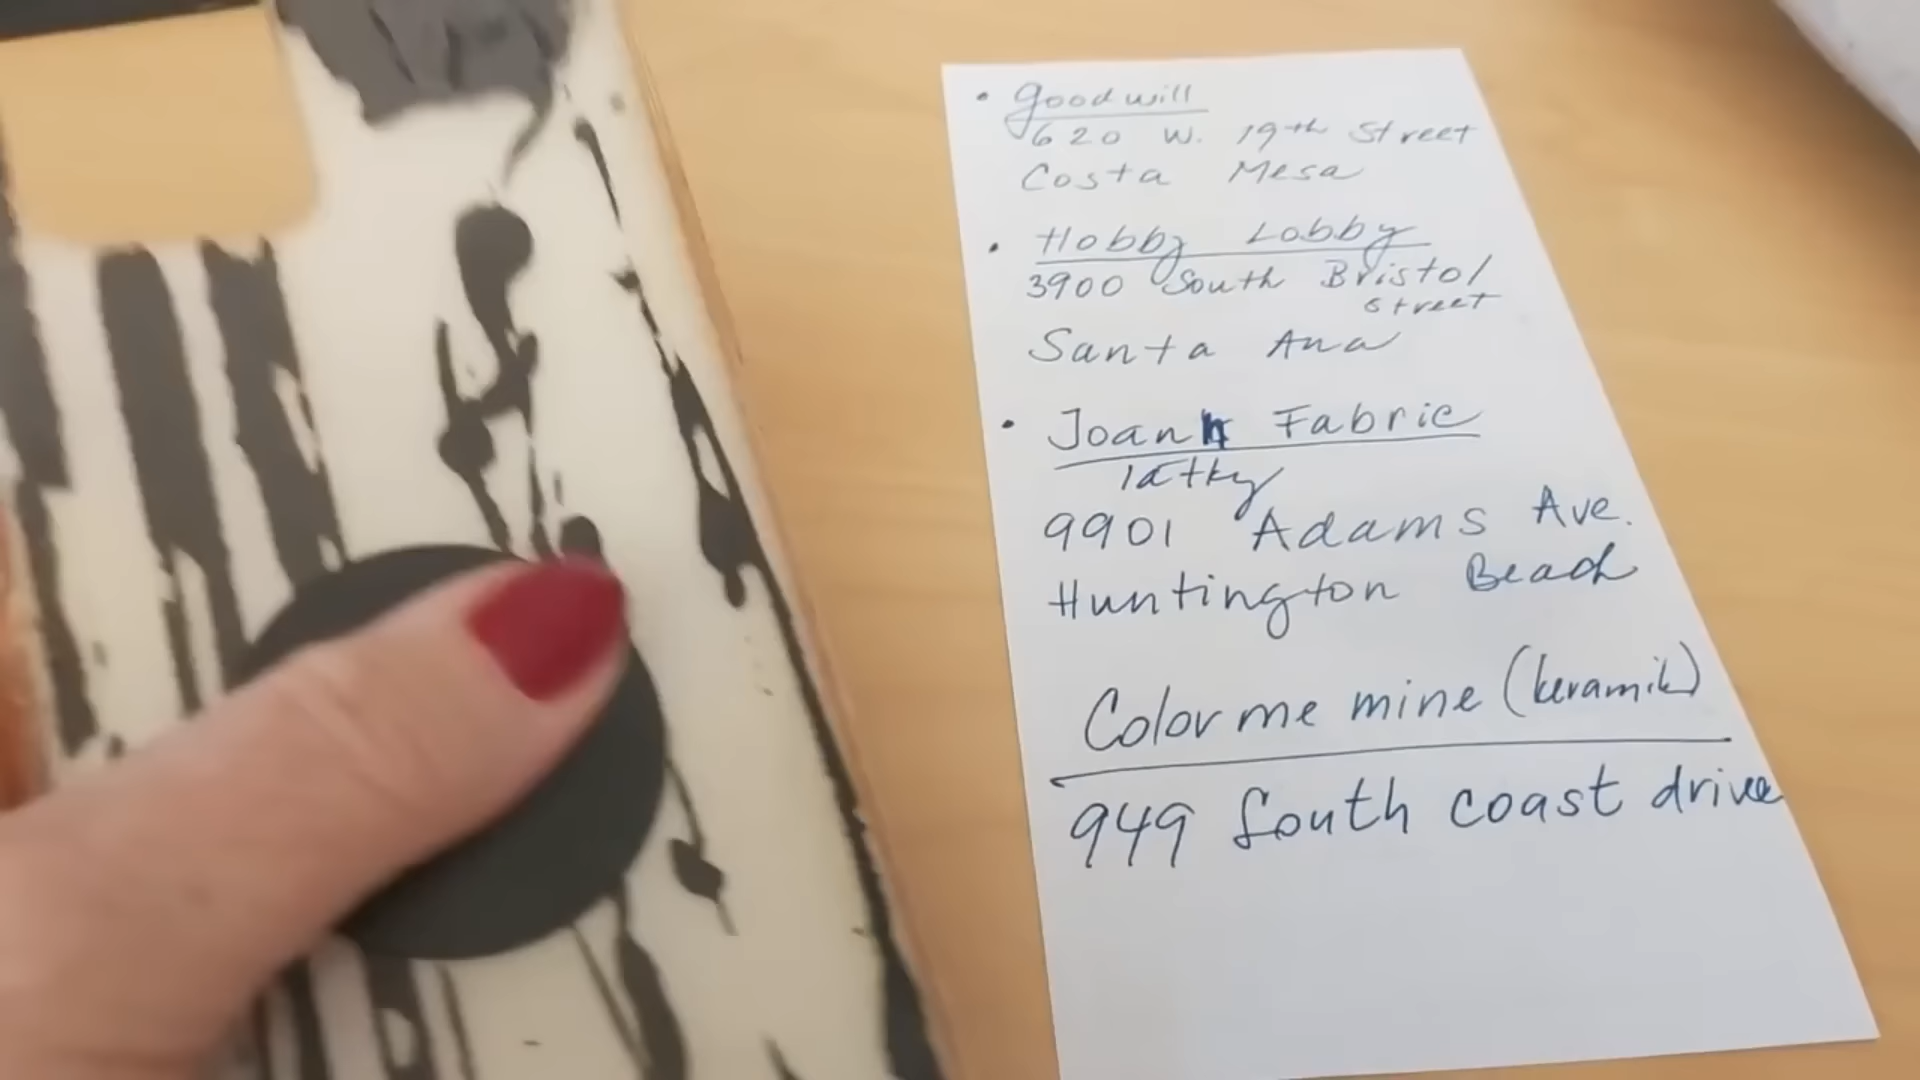 • Goodwill
620 W. 19th Street
Costa Mesa
• Hobby Lobby
3900 South Bristol
Street
Santa Ana
• Joann Fabric
látky
9901 Adams Ave.
Huntington Beach
Color me mine (keramik)
949 South coast drive